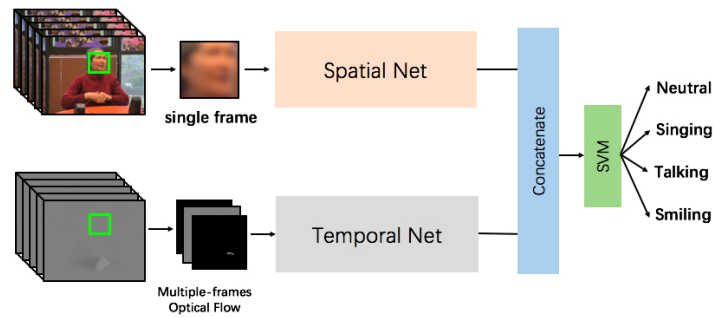 single frame
Spatial Net
Multiple-frames
Optical Flow
Temporal Net
Concatenate
SVM
Neutral
Singing
Talking
Smiling